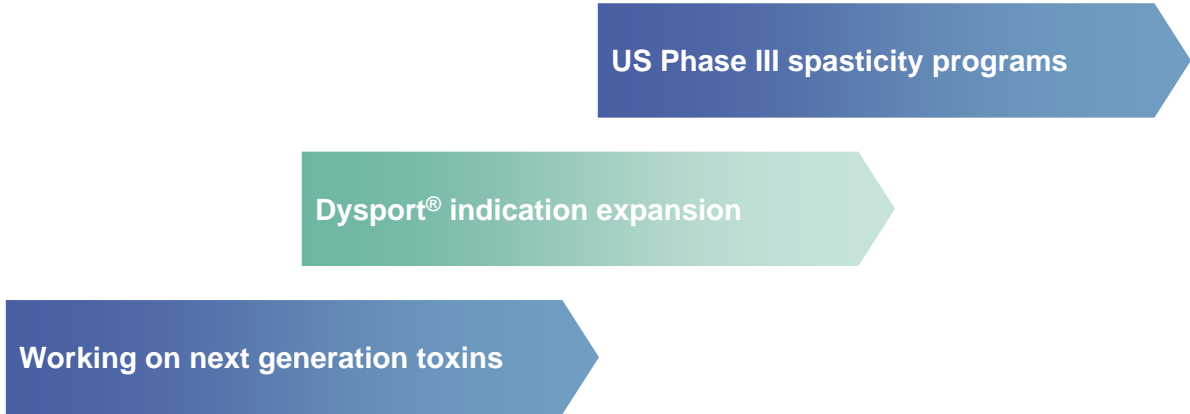 US Phase III spasticity programs
Dysport® indication expansion
Working on next generation toxins